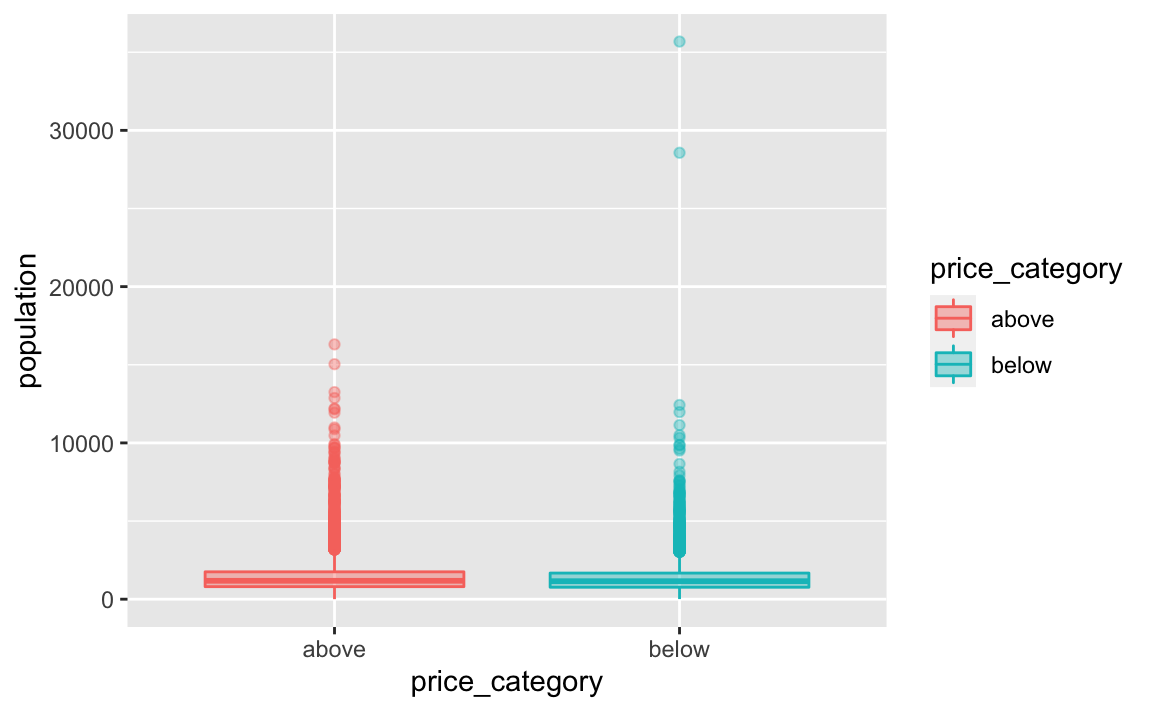 population
30000
20000
10000
0
above
below
price_category
price_category
above
below